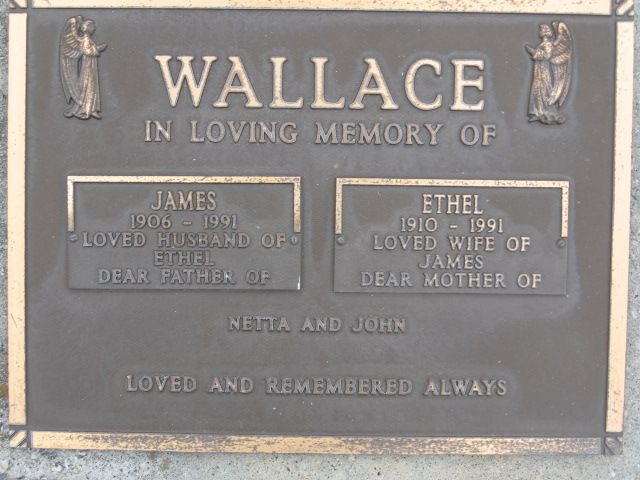 WALLACE
IN LOVING MEMORY OF
JAMES
1906 - 1991
LOVED HUSBAND OF
ETHEL
DEAR FATHER OF
ETHEL
1910 - 1991
LOVED WIFE OF
JAMES
DEAR MOTHER OF
NETTA AND JOHN
LOVED AND REMEMBERED ALWAYS